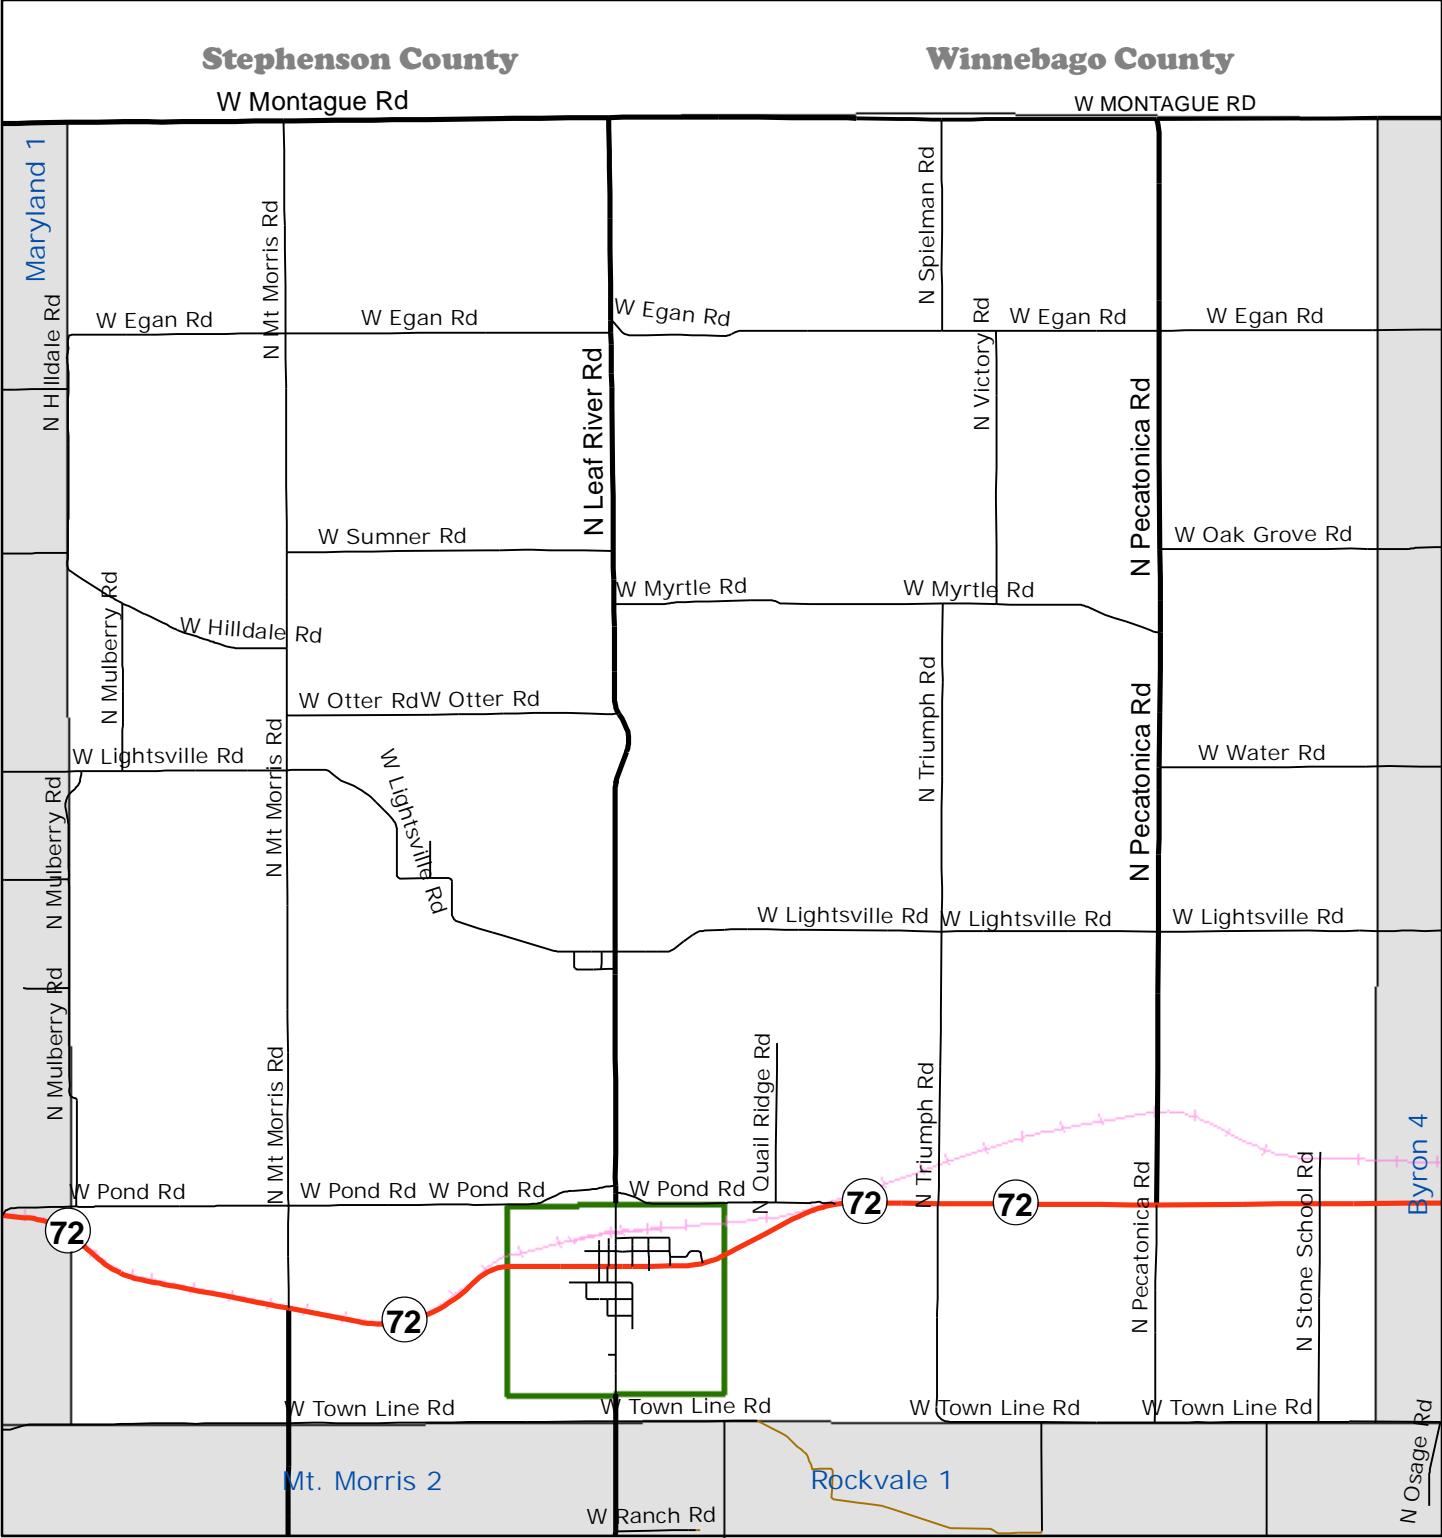 Stephenson County
Winnebago County
W Montague Rd
W MONTAGUE RD
Maryland 1
N Spielman Rd
N Mt Morris Rd
N Hilldale Rd
W Egan Rd
W Egan Rd
W Egan Rd
W Egan Rd
W Egan Rd
N Victory Rd
N Leaf River Rd
N Pecatonica Rd
W Sumner Rd
W Oak Grove Rd
N Mulberry Rd
W Myrtle Rd
W Myrtle Rd
W Hilldale Rd
W Otter Rd
W Otter Rd
N Triumph Rd
N Pecatonica Rd
W Lightsville Rd
N Mt Morris Rd
W Lightsville Rd
W Water Rd
N Mulberry Rd
W Lightsville Rd
W Lightsville Rd
W Lightsville Rd
N Mulberry Rd
N Mt Morris Rd
N Quail Ridge Rd
N Triumph Rd
Byron 4
W Pond Rd
W Pond Rd
W Pond Rd
W Pond Rd
N Pecatonica Rd
N Stone School Rd
72
72
72
72
W Town Line Rd
W Town Line Rd
W Town Line Rd
W Town Line Rd
N Osage Rd
Mt. Morris 2
Rockvale 1
W Ranch Rd